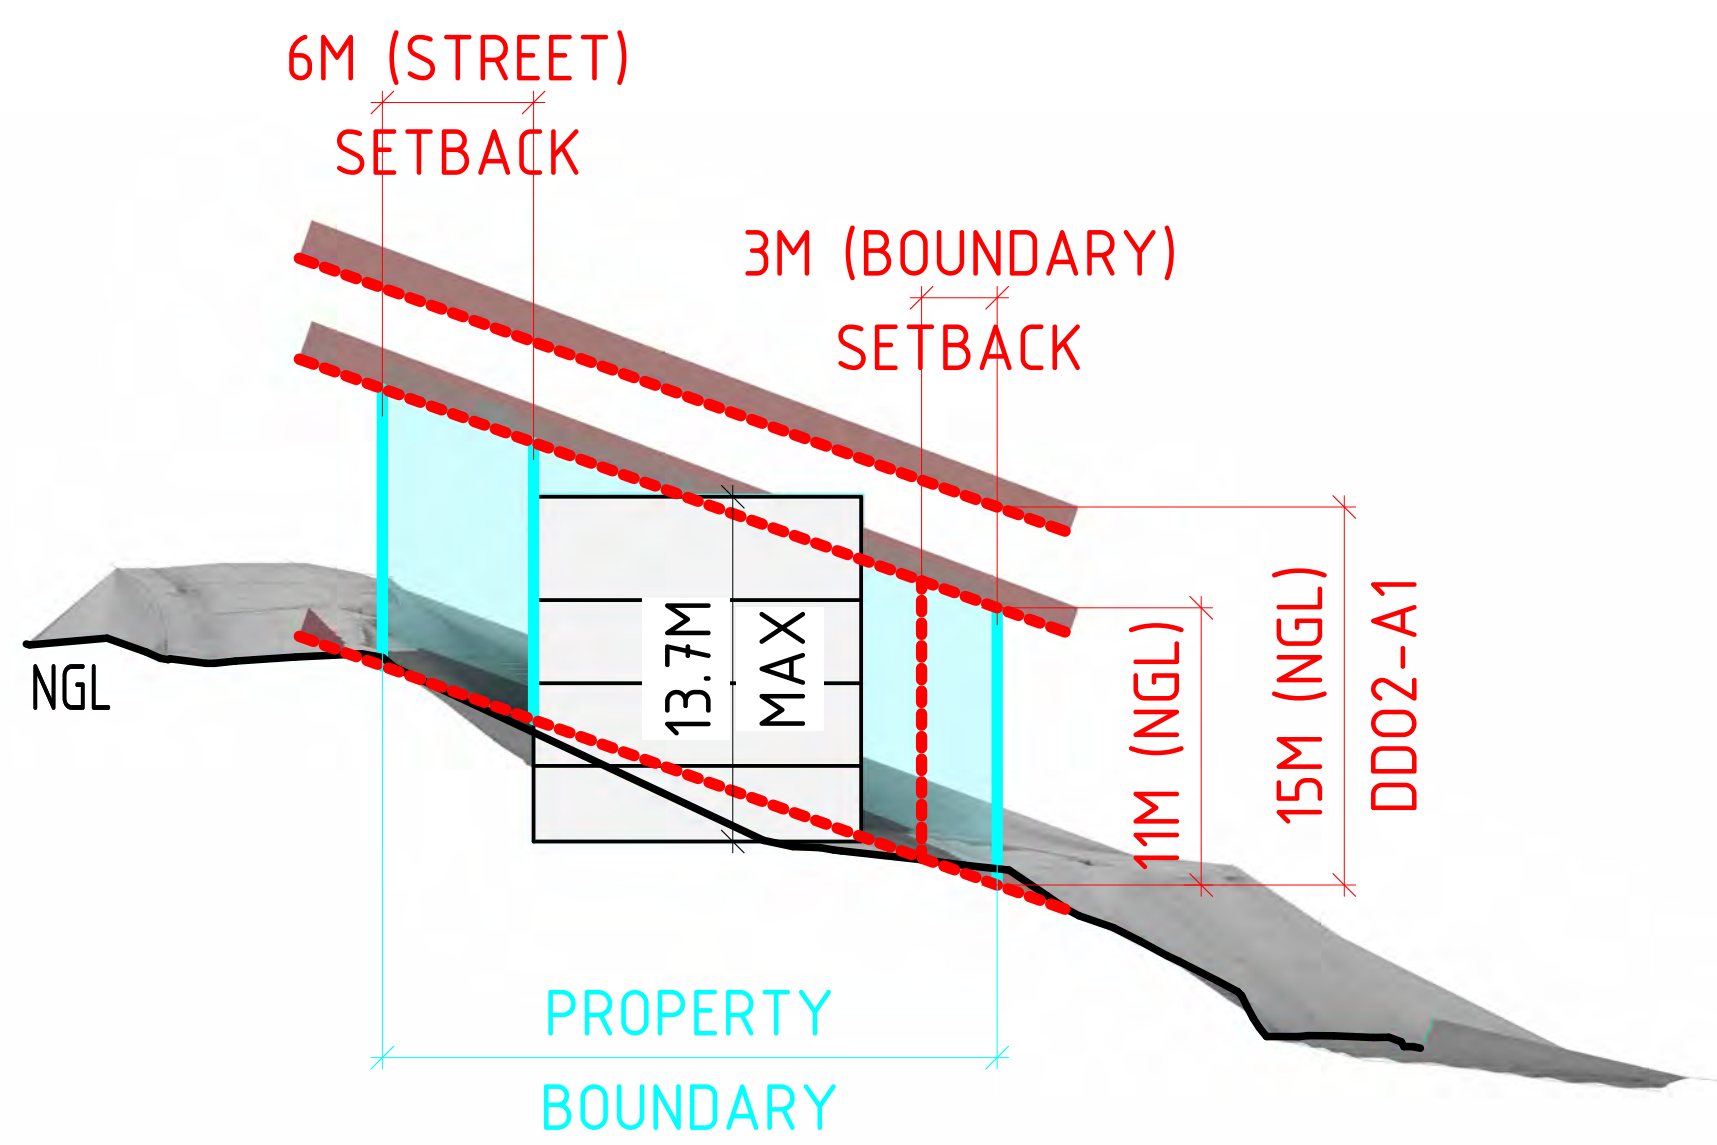 6M (STREET)
SETBACK
3M (BOUNDARY)
SETBACK
NGL
13.7M
MAX
11M (NGL)
15M (NGL)
DDO2-A1
PROPERTY
BOUNDARY